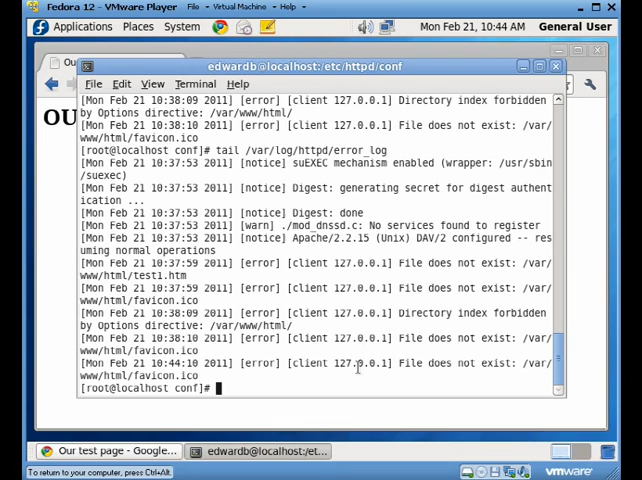 Fedora 12 - VMware Player File Virtual Machine Help
Applications Places System Mon Feb 21, 10:44 AM General User
edwardb@localhost:/etc/httpd/conf
Ou
File Edit View Terminal Help
OU
[Mon Feb 21 10:38:09 2011] [error] [client 127.0.0.1] Directory index forbidden
by Options directive: /var/www/html/
[Mon Feb 21 10:38:10 2011] [error] [client 127.0.0.1] File does not exist: /var/
www/html/favicon.ico
[root@localhost conf]# tail /var/log/httpd/error_log
[Mon Feb 21 10:37:53 2011] [notice] suEXEC mechanism enabled (wrapper: /usr/sbin
/suexec)
[Mon Feb 21 10:37:53 2011] [notice] Digest: generating secret for digest authent
ication ...
[Mon Feb 21 10:37:53 2011] [notice] Digest: done
[Mon Feb 21 10:37:53 2011] [warn] ./mod_dnssd.c: No services found to register
[Mon Feb 21 10:37:53 2011] [notice] Apache/2.2.15 (Unix) DAV/2 configured -- res
uming normal operations
[Mon Feb 21 10:37:59 2011] [error] [client 127.0.0.1] File does not exist: /var/
www/html/test1.htm
[Mon Feb 21 10:37:59 2011] [error] [client 127.0.0.1] File does not exist: /var/
www/html/favicon.ico
[Mon Feb 21 10:38:09 2011] [error] [client 127.0.0.1] Directory index forbidden
by Options directive: /var/www/html/
[Mon Feb 21 10:38:10 2011] [error] [client 127.0.0.1] File does not exist: /var/
www/html/favicon.ico
[Mon Feb 21 10:44:10 2011] [error] [client 127.0.0.1] File does not exist: /var/
www/html/favicon.ico
[root@localhost conf]#
Our test page - Google... edwardb@localhost:/et...
To return to your computer, press Ctrl+Alt. vmware